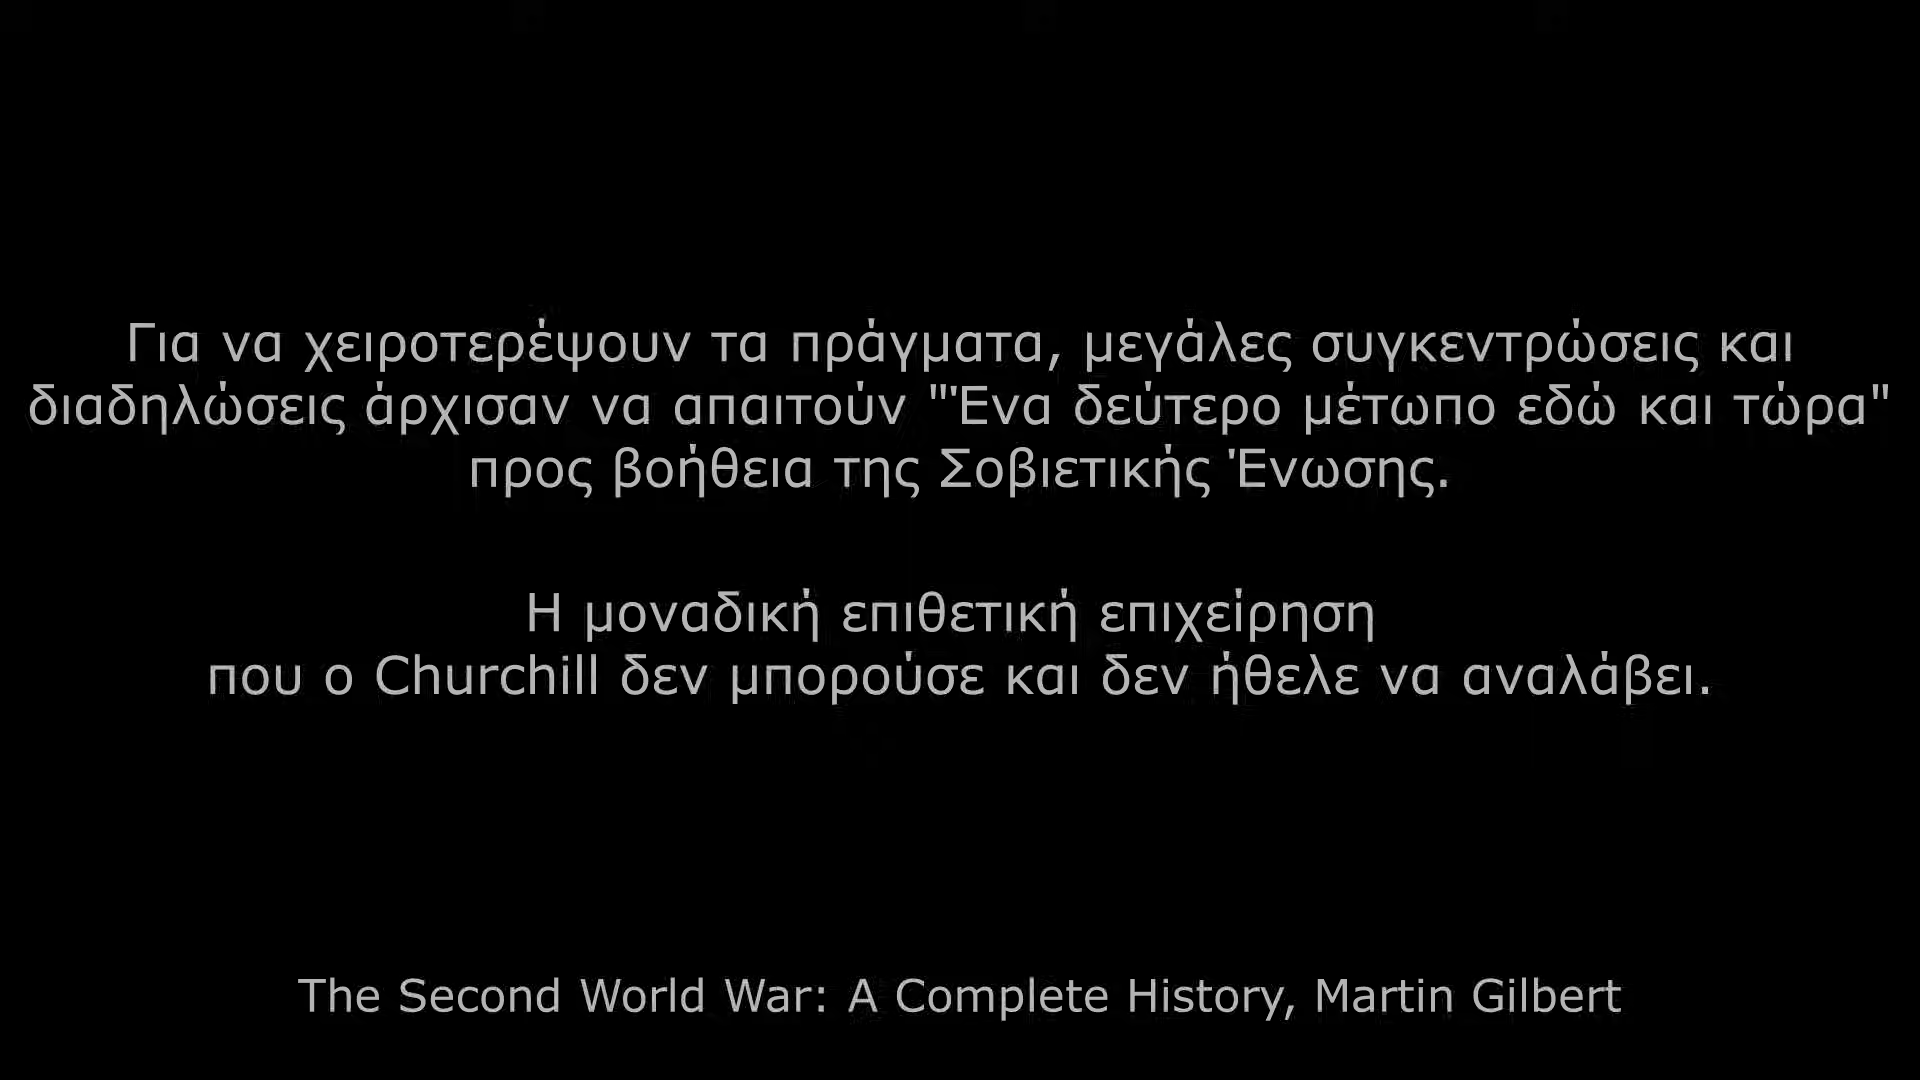 Για να χειροτερέψουν τα πράγματα, μεγάλες συγκεντρώσεις και
διαδηλώσεις άρχισαν να απαιτούν "Ένα δεύτερο μέτωπο εδώ και τώρα"
προς βοήθεια της Σοβιετικής Ένωσης.
Η μοναδική επιθετική επιχείρηση
που ο Churchill δεν μπορούσε και δεν ήθελε να αναλάβει.
The Second World War: A Complete History, Martin Gilbert